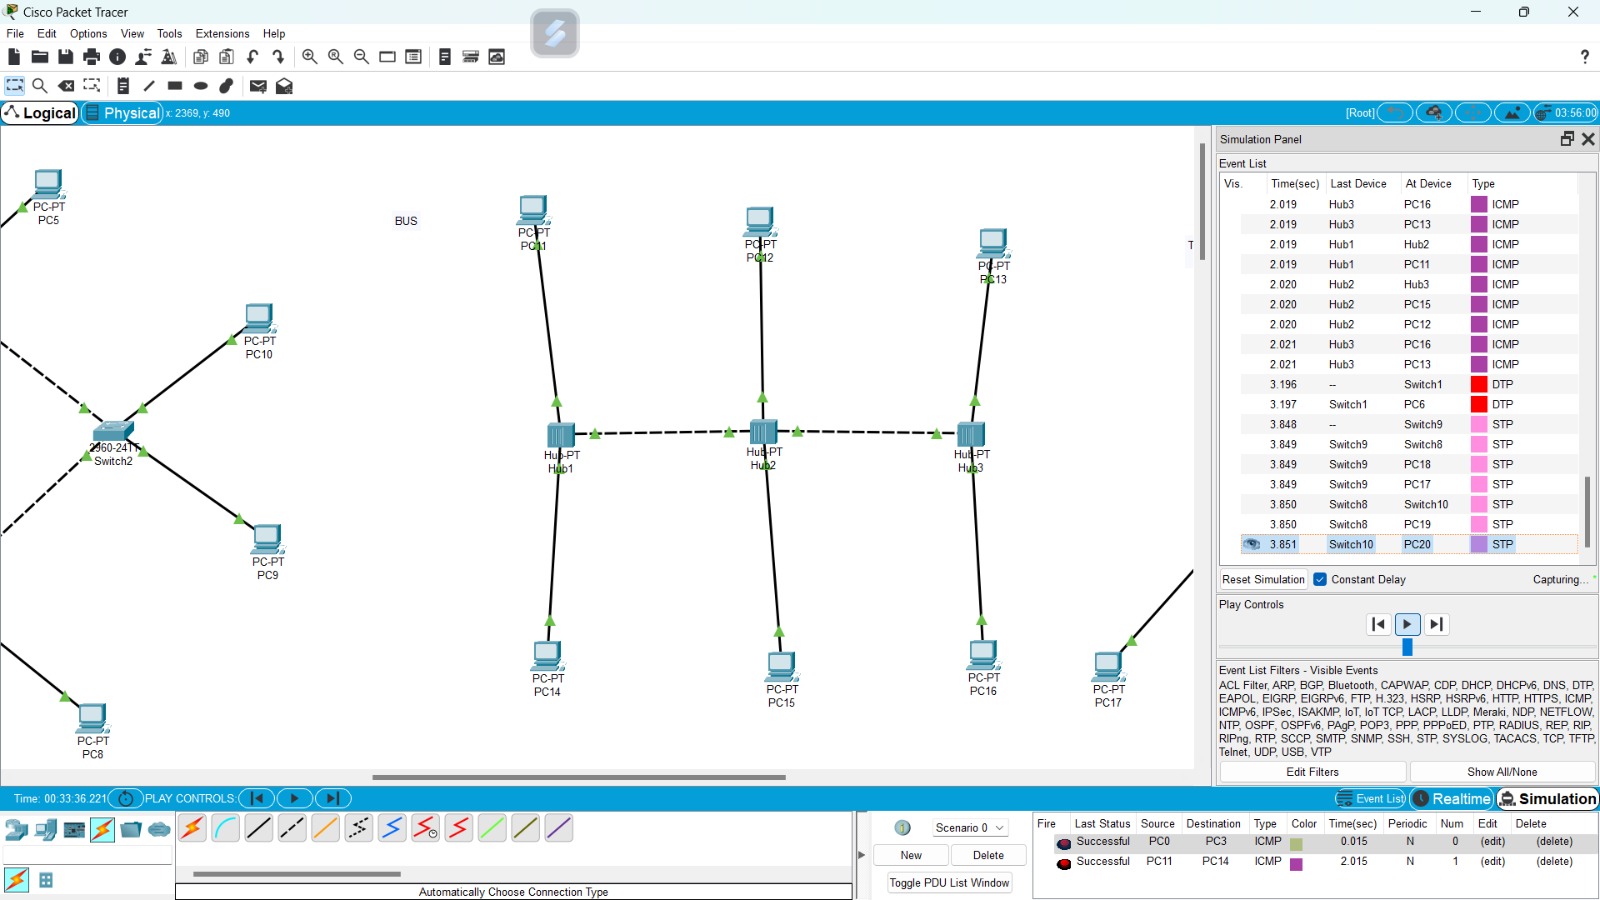 Cisco Packet Tracer
File Edit Options View Tools Extensions Help
?
Logical Physical x: 2369, y: 490 [Root] 03:56:00
PC-PT
PC5
BUS
PC-PT
PC11
PC-PT
PC12
PC-PT
PC13
T
PC-PT
PC10
2960-24TT
Switch2
Hub-PT
Hub1
Hub-PT
Hub2
Hub-PT
Hub3
PC-PT
PC9
PC-PT
PC14
PC-PT
PC15
PC-PT
PC16
PC-PT
PC17
PC-PT
PC8
Simulation Panel
Event List
Vis. Time(sec) Last Device At Device Type
2.019 Hub3 PC16 ICMP
2.019 Hub3 PC13 ICMP
2.019 Hub1 Hub2 ICMP
2.019 Hub1 PC11 ICMP
2.020 Hub2 Hub3 ICMP
2.020 Hub2 PC15 ICMP
2.020 Hub2 PC12 ICMP
2.021 Hub3 PC16 ICMP
2.021 Hub3 PC13 ICMP
3.196 -- Switch1 DTP
3.197 Switch1 PC6 DTP
3.848 -- Switch9 STP
3.849 Switch9 Switch8 STP
3.849 Switch9 PC18 STP
3.849 Switch9 PC17 STP
3.850 Switch8 Switch10 STP
3.850 Switch8 PC19 STP
3.851 Switch10 PC20 STP
Reset Simulation Constant Delay Capturing...
Play Controls
Event List Filters - Visible Events
ACL Filter, ARP, BGP, Bluetooth, CAPWAP, CDP, DHCP, DHCPv6, DNS, DTP,
EAPOL, EIGRP, EIGRPv6, FTP, H.323, HSRP, HSRPv6, HTTP, HTTPS, ICMP,
ICMPv6, IPSec, ISAKMP, IoT, IoT TCP, LACP, LLDP, Meraki, NDP, NETFLOW,
NTP, OSPF, OSPFv6, PAgP, POP3, PPP, PPPoED, PTP, RADIUS, REP, RIP,
RIPng, RTP, SCCP, SMTP, SNMP, SSH, STP, SYSLOG, TACACS, TCP, TFTP,
Telnet, UDP, USB, VTP
Edit Filters Show All/None
Time: 00:33:36.221 PLAY CONTROLS: Event List Realtime Simulation
Automatically Choose Connection Type
Scenario 0
New Delete
Toggle PDU List Window
Fire Last Status Source Destination Type Color Time(sec) Periodic Num Edit Delete
Successful PC0 PC3 ICMP 0.015 N 0 (edit) (delete)
Successful PC11 PC14 ICMP 2.015 N 1 (edit) (delete)